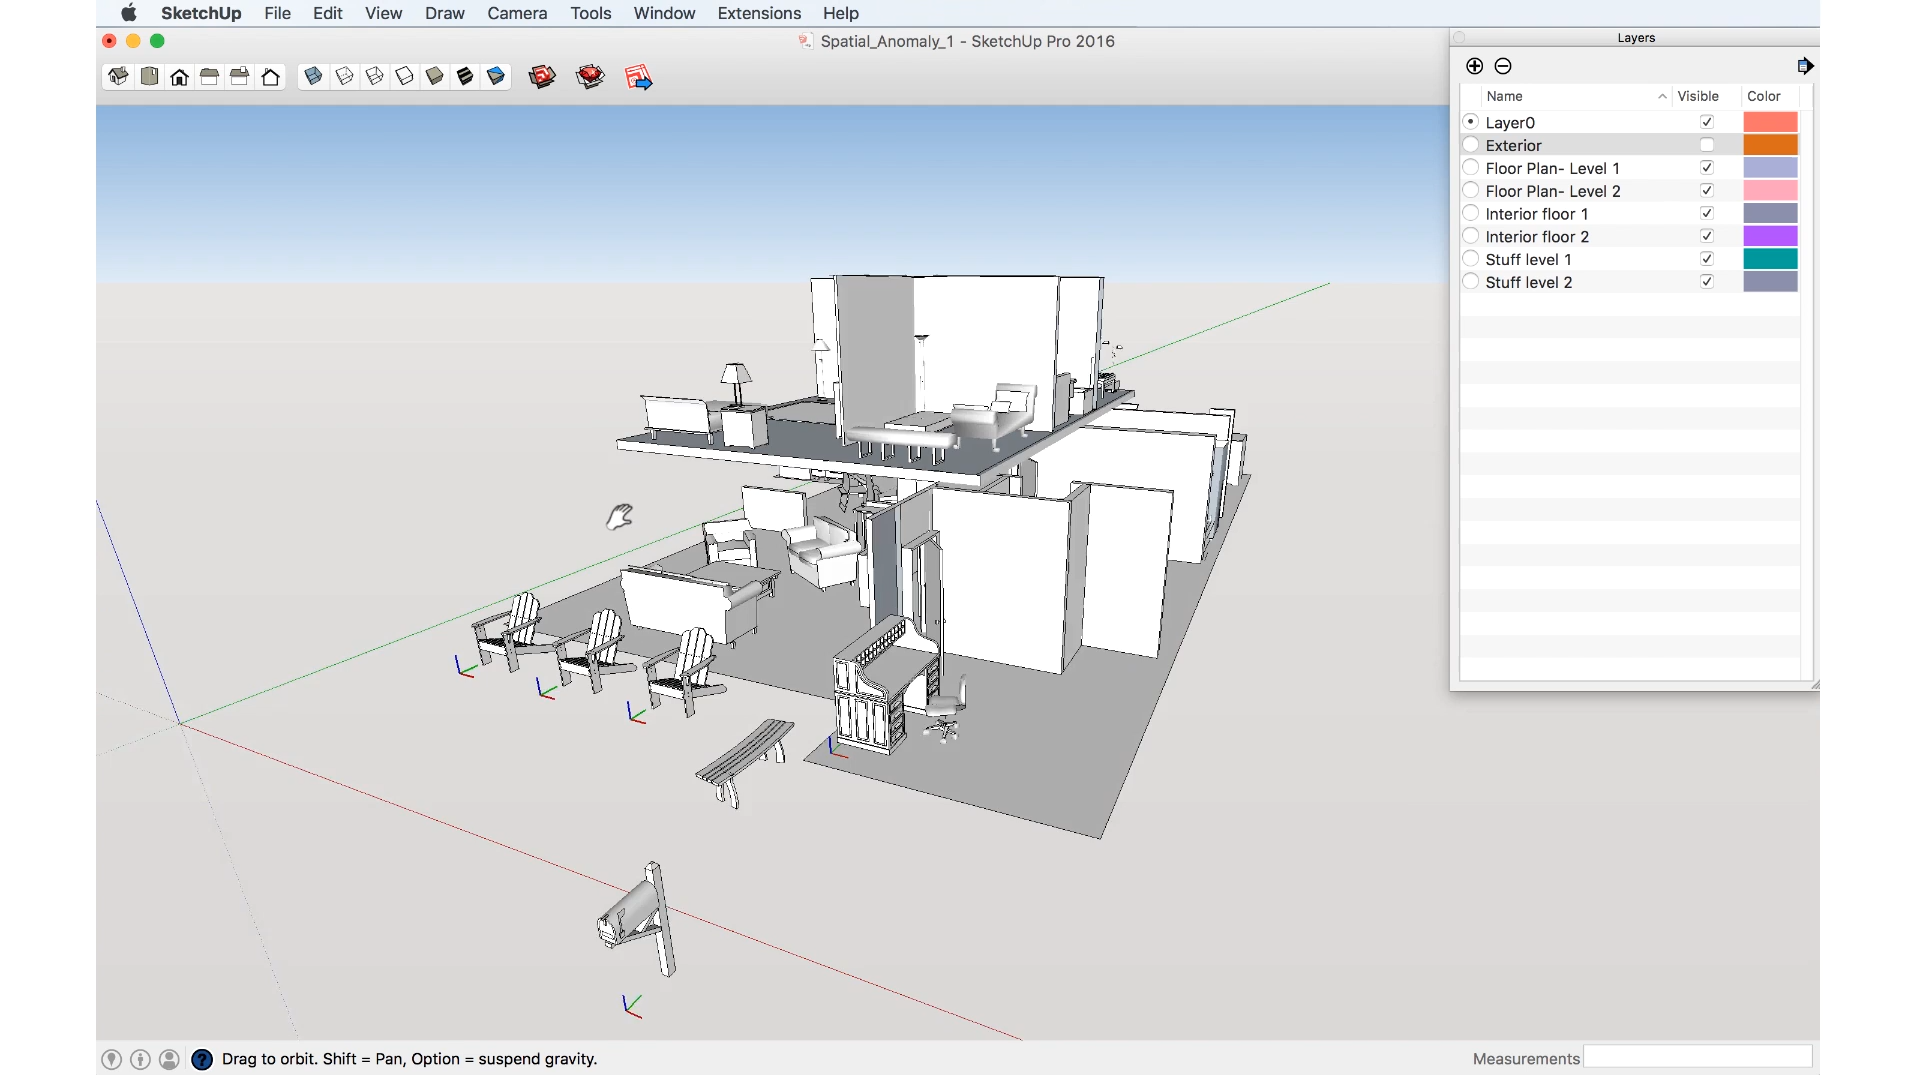 SketchUp File Edit View Draw Camera Tools Window Extensions Help
Spatial_Anomaly_1 - SketchUp Pro 2016
Layers
Name Visible Color
Layer0
Exterior
Floor Plan- Level 1
Floor Plan- Level 2
Interior floor 1
Interior floor 2
Stuff level 1
Stuff level 2
Drag to orbit. Shift = Pan, Option = suspend gravity.
Measurements